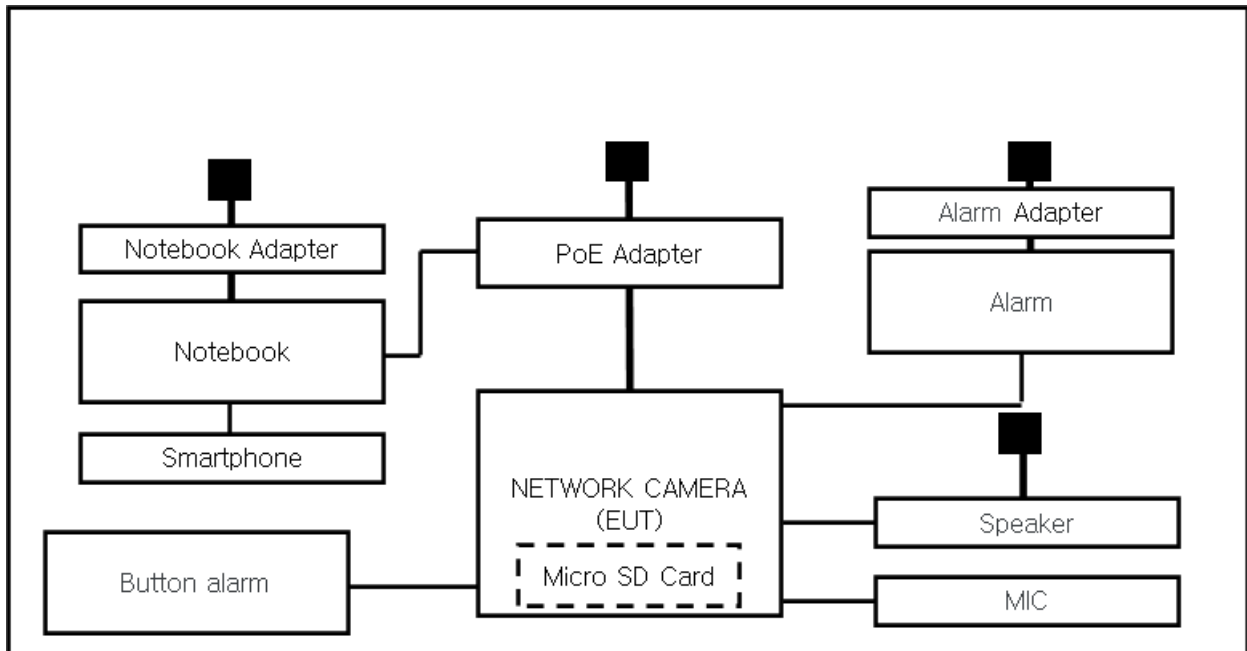 Notebook Adapter
Notebook
Smartphone
Button alarm
PoE Adapter
NETWORK CAMERA
(EUT)
Micro SD Card
Alarm Adapter
Alarm
Speaker
MIC